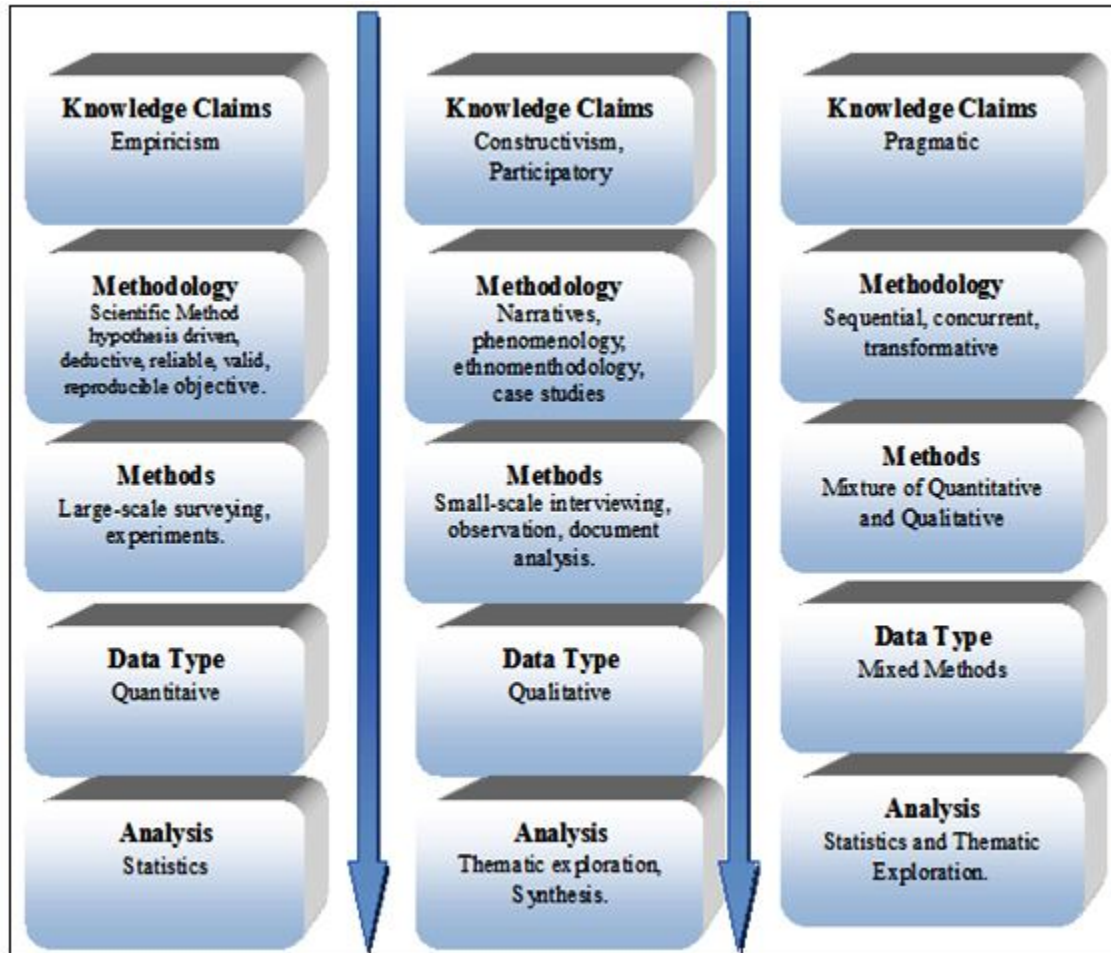 Knowledge Claims
Empiricism
Methodology
Scientific Method
hypothesis driven,
deductive, reliable, valid,
reproducible objective.
Methods
Large-scale surveying,
experiments.
Data Type
Quantitaive
Analysis
Statistics
Knowledge Claims
Constructivism,
Participatory
Methodology
Narratives,
phenomenology,
ethnomenthodology,
case studies
Methods
Small-scale interviewing,
observation, document
analysis.
Data Type
Qualitative
Analysis
Thematic exploration,
Synthesis.
Knowledge Claims
Pragmatic
Methodology
Sequential, concurrent,
transformative
Methods
Mixture of Quantitative
and Qualitative
Data Type
Mixed Methods
Analysis
Statistics and Thematic
Exploration.